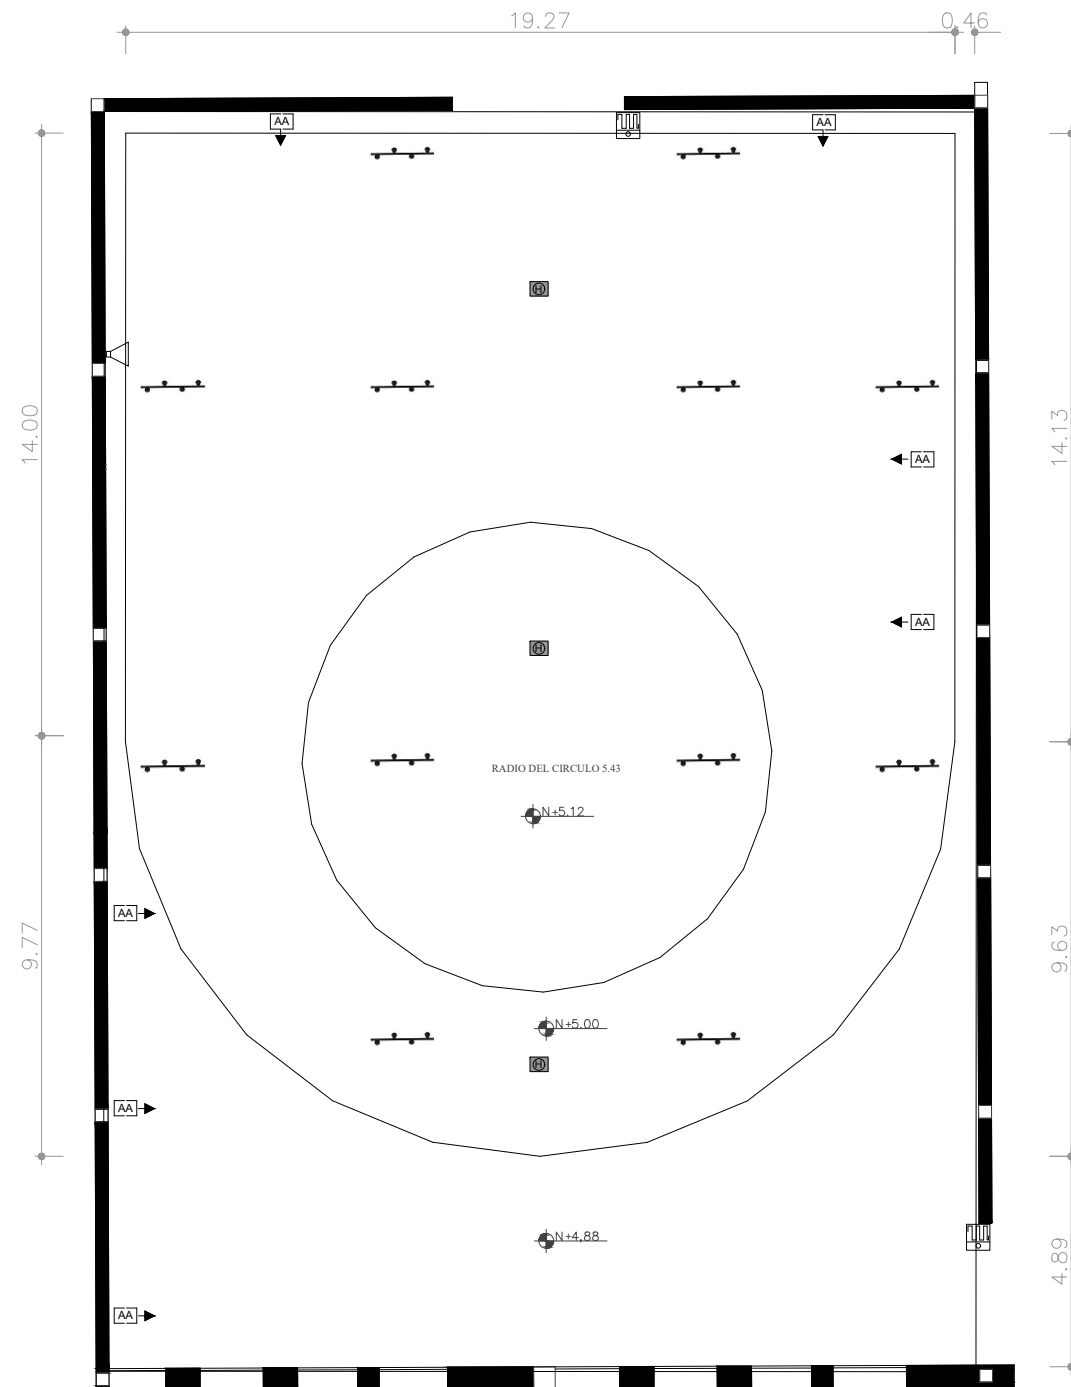 19.27 0.46
AA AA
H
14.00 14.13
AA
AA
H
RADIO DEL CIRCULO 5.43
N+5.12
AA
9.77 9.63
N+5.00
H
AA
N+4,88
4.89
AA